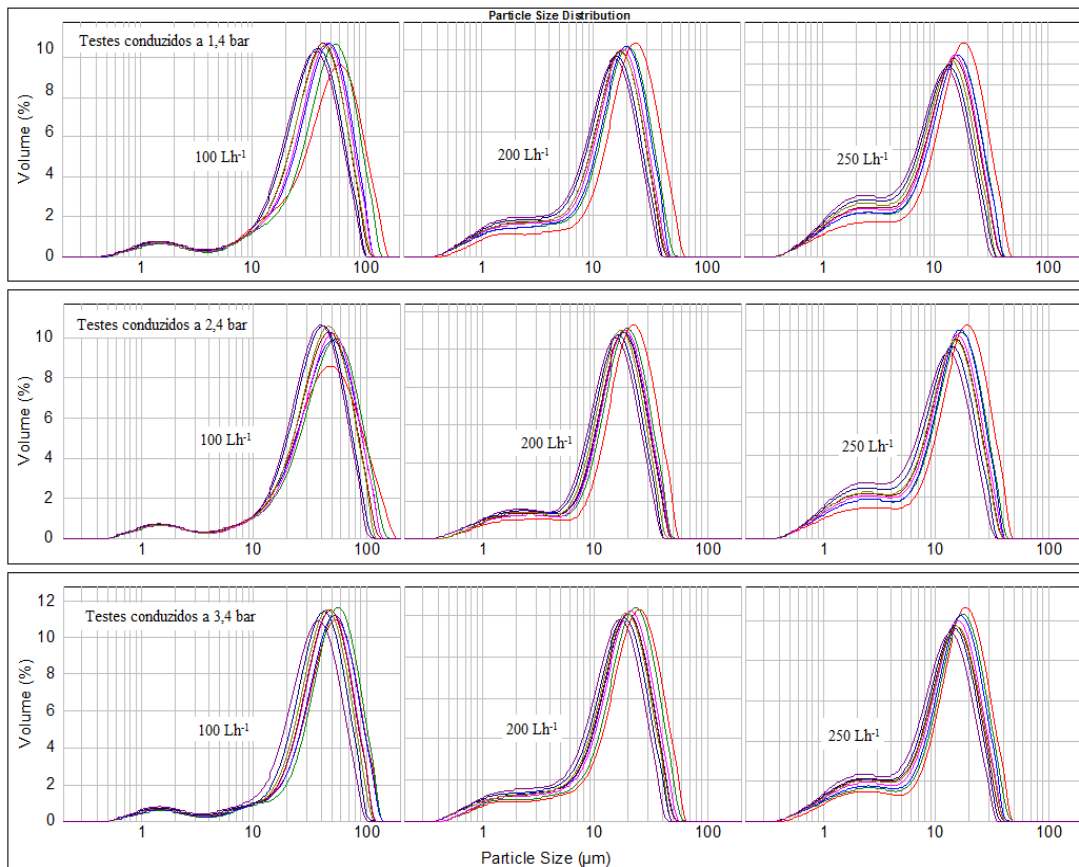 Particle Size Distribution
Testes conduzidos a 1,4 bar
Volume (%)
10
8
6
4
2
0
100 Lh⁻¹
200 Lh⁻¹
250 Lh⁻¹
1 10 100 1 10 100 1 10 100
Testes conduzidos a 2,4 bar
Volume (%)
10
8
6
4
2
0
100 Lh⁻¹
200 Lh⁻¹
250 Lh⁻¹
1 10 100 1 10 100 1 10 100
Testes conduzidos a 3,4 bar
Volume (%)
12
10
8
6
4
2
0
100 Lh⁻¹
200 Lh⁻¹
250 Lh⁻¹
1 10 100 1 10 100 1 10 100
Particle Size (µm)